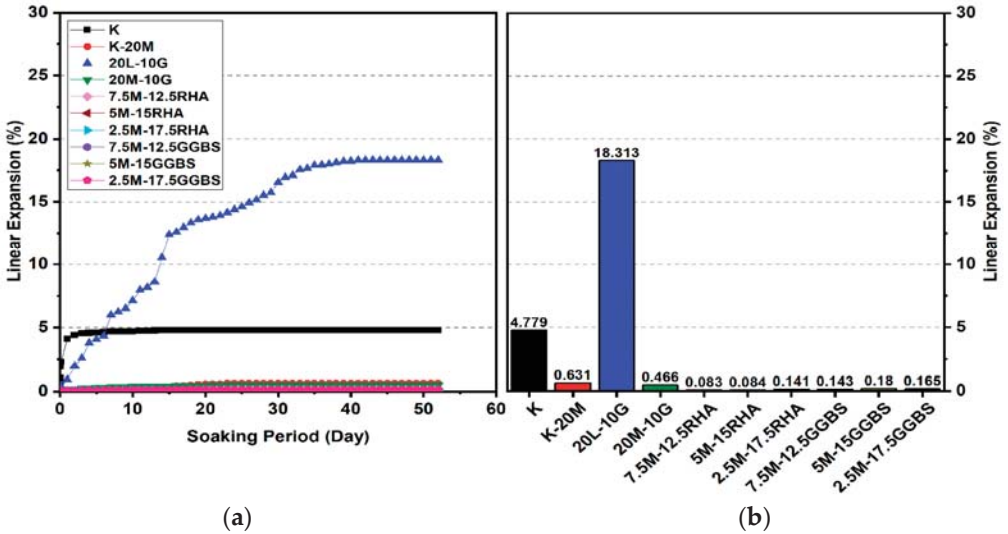 30
25
20
15
10
5
0
Linear Expansion (%)
K
K-20M
20L-10G
20M-10G
7.5M-12.5RHA
5M-15RHA
2.5M-17.5RHA
7.5M-12.5GGBS
5M-15GGBS
2.5M-17.5GGBS
0 10 20 30 40 50 60
Soaking Period (Day)
(a)
4.779
0.631
18.313
0.466
0.083
0.084
0.141
0.143
0.18
0.165
30
25
20
15
10
5
0
Linear Expansion (%)
K
K-20M
20L-10G
20M-10G
7.5M-12.5RHA
5M-15RHA
2.5M-17.5RHA
7.5M-12.5GGBS
5M-15GGBS
2.5M-17.5GGBS
(b)